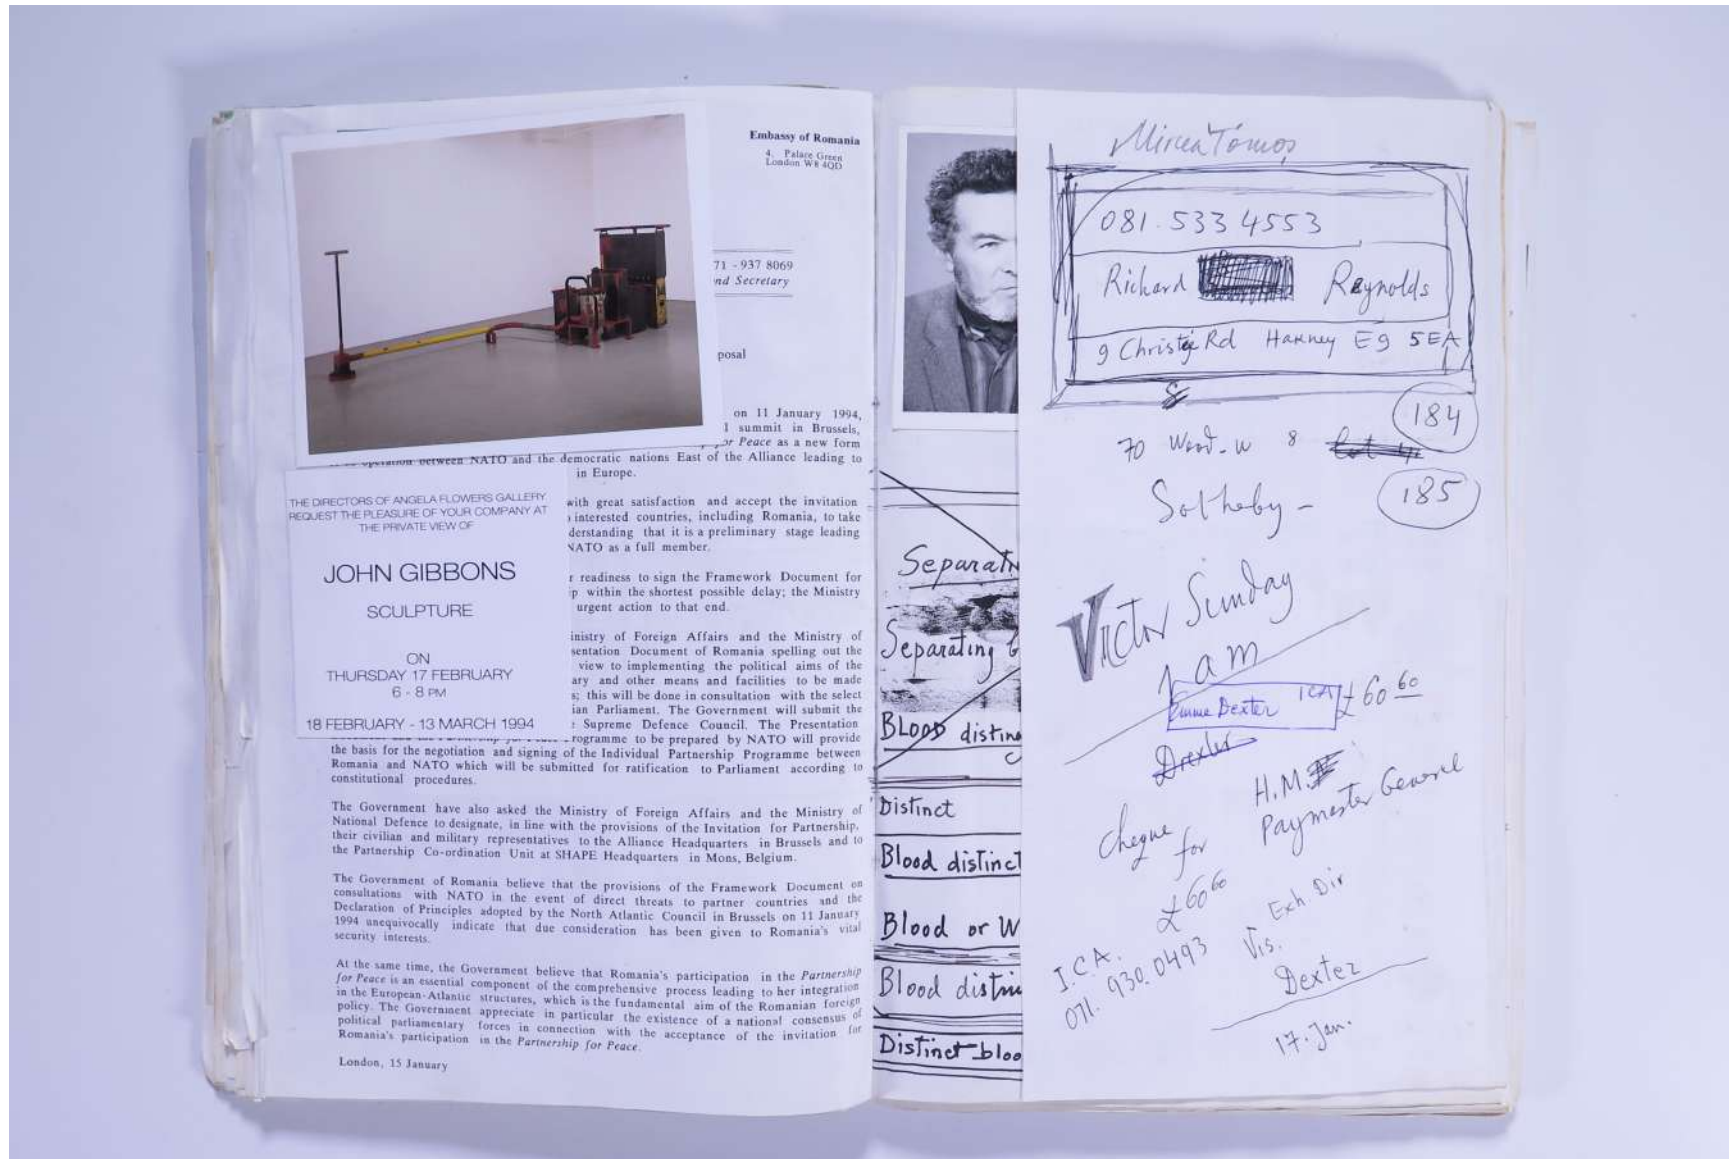 Embassy of Romania
4, Palace Green
London W8 4QD
71 - 937 8069
nd Secretary
posal
on 11 January 1994,
l summit in Brussels,
for Peace as a new form
operation between NATO and the democratic nations East of the Alliance leading to
in Europe.
with great satisfaction and accept the invitation
interested countries, including Romania, to take
derstanding that it is a preliminary stage leading
NATO as a full member.
r readiness to sign the Framework Document for
p within the shortest possible delay; the Ministry
urgent action to that end.
inistry of Foreign Affairs and the Ministry of
sentation Document of Romania spelling out the
view to implementing the political aims of the
ary and other means and facilities to be made
s; this will be done in consultation with the select
ian Parliament. The Government will submit the
Supreme Defence Council. The Presentation
rogramme to be prepared by NATO will provide
the basis for the negotiation and signing of the Individual Partnership Programme between
Romania and NATO which will be submitted for ratification to Parliament according to
constitutional procedures.
The Government have also asked the Ministry of Foreign Affairs and the Ministry of
National Defence to designate, in line with the provisions of the Invitation for Partnership,
their civilian and military representatives to the Alliance Headquarters in Brussels and to
the Partnership Co-ordination Unit at SHAPE Headquarters in Mons, Belgium.
The Government of Romania believe that the provisions of the Framework Document on
consultations with NATO in the event of direct threats to partner countries and the
Declaration of Principles adopted by the North Atlantic Council in Brussels on 11 January
1994 unequivocally indicate that due consideration has been given to Romania's vital
security interests.
At the same time, the Government believe that Romania's participation in the Partnership
for Peace is an essential component of the comprehensive process leading to her integration
in the European-Atlantic structures, which is the fundamental aim of the Romanian foreign
policy. The Government appreciate in particular the existence of a national consensus of
political parliamentary forces in connection with the acceptance of the invitation for
Romania's participation in the Partnership for Peace.
London, 15 January
THE DIRECTORS OF ANGELA FLOWERS GALLERY
REQUEST THE PLEASURE OF YOUR COMPANY AT
THE PRIVATE VIEW OF
JOHN GIBBONS
SCULPTURE
ON
THURSDAY 17 FEBRUARY
6 - 8 PM
18 FEBRUARY - 13 MARCH 1994
Separatin
Separating b
Blood distinc
Distinct
Blood distinct
Blood or W
Blood distin
Distinct bloo
Mircea Tomos
081.533 4553
Richard Reynolds
9 Christie Rd Hackney E9 5EA
184
70 Wood. W 8
185
Sotheby -
Victor Sunday
1 am
Emma Dexter ICA
£60 60
Drexler
H.M.
cheque for Paymester General
£60 60
Exh Dir
I.C.A. Vis.
071. 930.0493
Dexter
17. Jan.